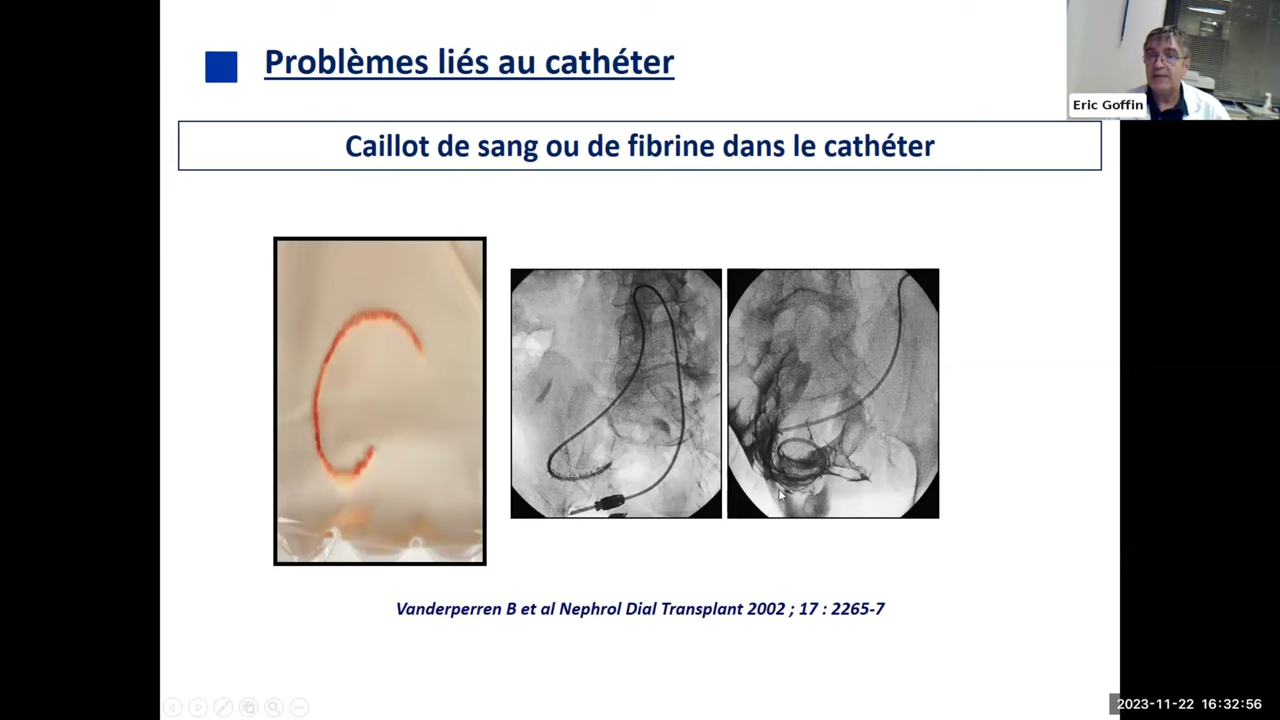 Problèmes liés au cathéter
Eric Goffin
Caillot de sang ou de fibrine dans le cathéter
Vanderperren B et al Nephrol Dial Transplant 2002 ; 17 : 2265-7
2023-11-22 16:32:56